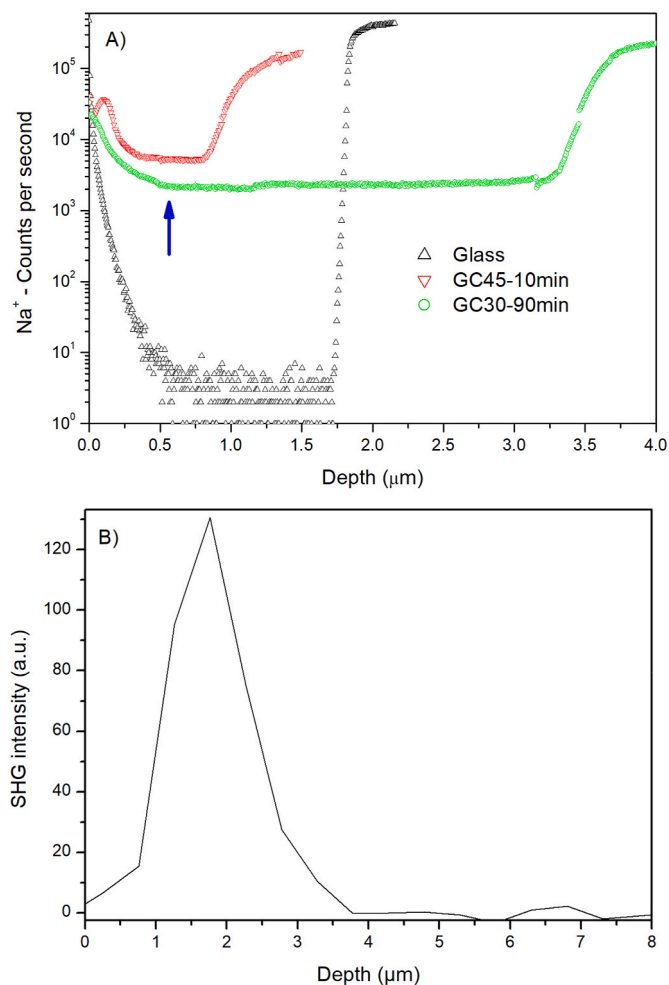 A)
Na⁺ - Counts per second
10⁵
10⁴
10³
10²
10¹
10⁰
Glass
GC45-10min
GC30-90min
0.0 0.5 1.0 1.5 2.0 2.5 3.0 3.5 4.0
Depth (μm)
B)
SHG intensity (a.u.)
120
100
80
60
40
20
0
0 1 2 3 4 5 6 7 8
Depth (μm)